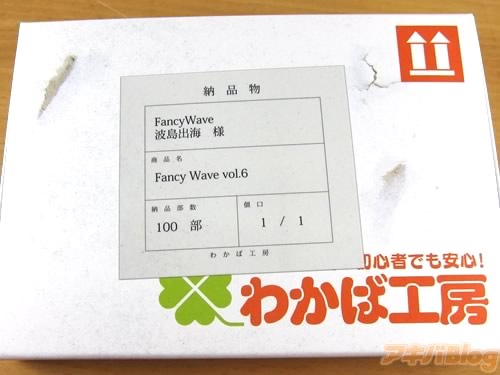 納品物
FancyWave
波島出海 様
商品名
Fancy Wave vol.6
納品部数
100 部
個口
1 / 1
わかば工房
初心者でも安心!
わかば工房
アキバBlog